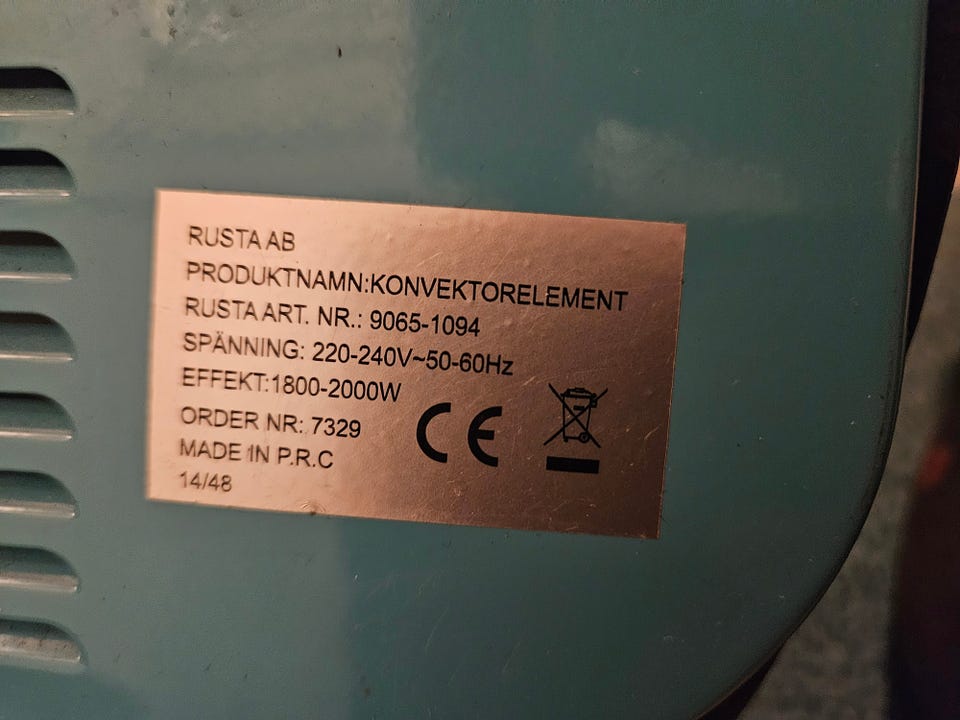 RUSTA AB
PRODUKTNAMN:KONVEKTORELEMENT
RUSTA ART. NR.: 9065-1094
SPÄNNING: 220-240V~50-60Hz
EFFEKT:1800-2000W
ORDER NR: 7329
MADE IN P.R.C
14/48
CE